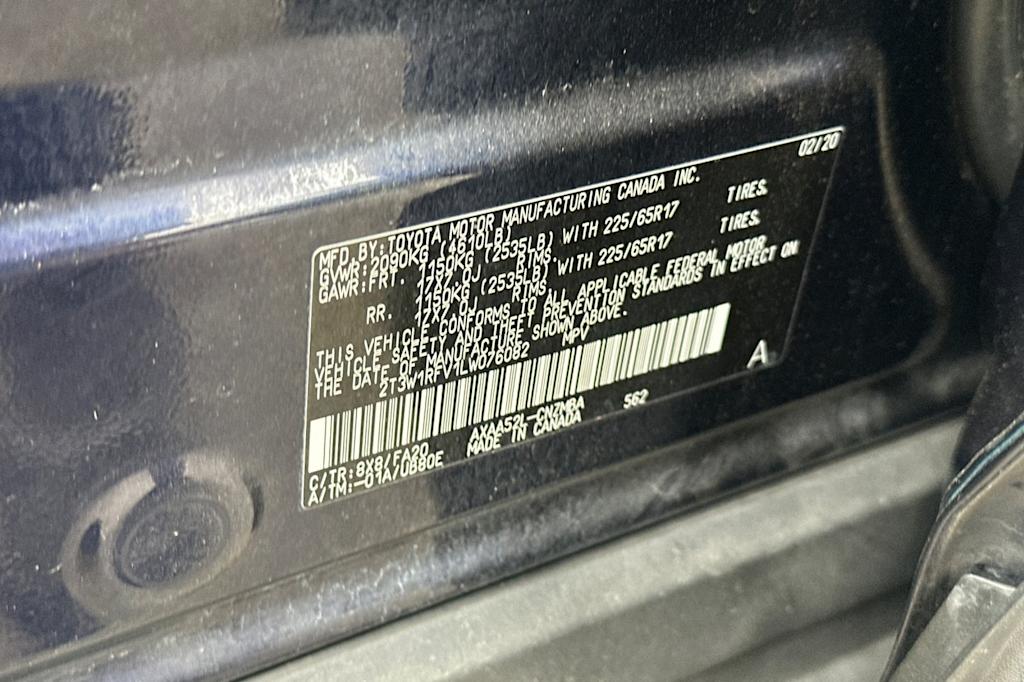 02/20
MFD. BY: TOYOTA MOTOR MANUFACTURING CANADA INC.
GVWR: 2090KG (4610LB)
GAWR: FRT. 1150KG (2535LB) WITH 225/65R17 TIRES,
17X7.0J RIMS,
RR. 1150KG (2535LB) WITH 225/65R17 TIRES,
17X7.0J RIMS
THIS VEHICLE CONFORMS TO ALL APPLICABLE FEDERAL MOTOR
VEHICLE SAFETY AND THEFT PREVENTION STANDARDS IN EFFECT ON
THE DATE OF MANUFACTURE SHOWN ABOVE.
2T3W1RFV1LW076082 MPV
A
C/TR: 8X8/FA20 AXAA52L-CNZMBA 562
A/TM: -01A/UB80E MADE IN CANADA